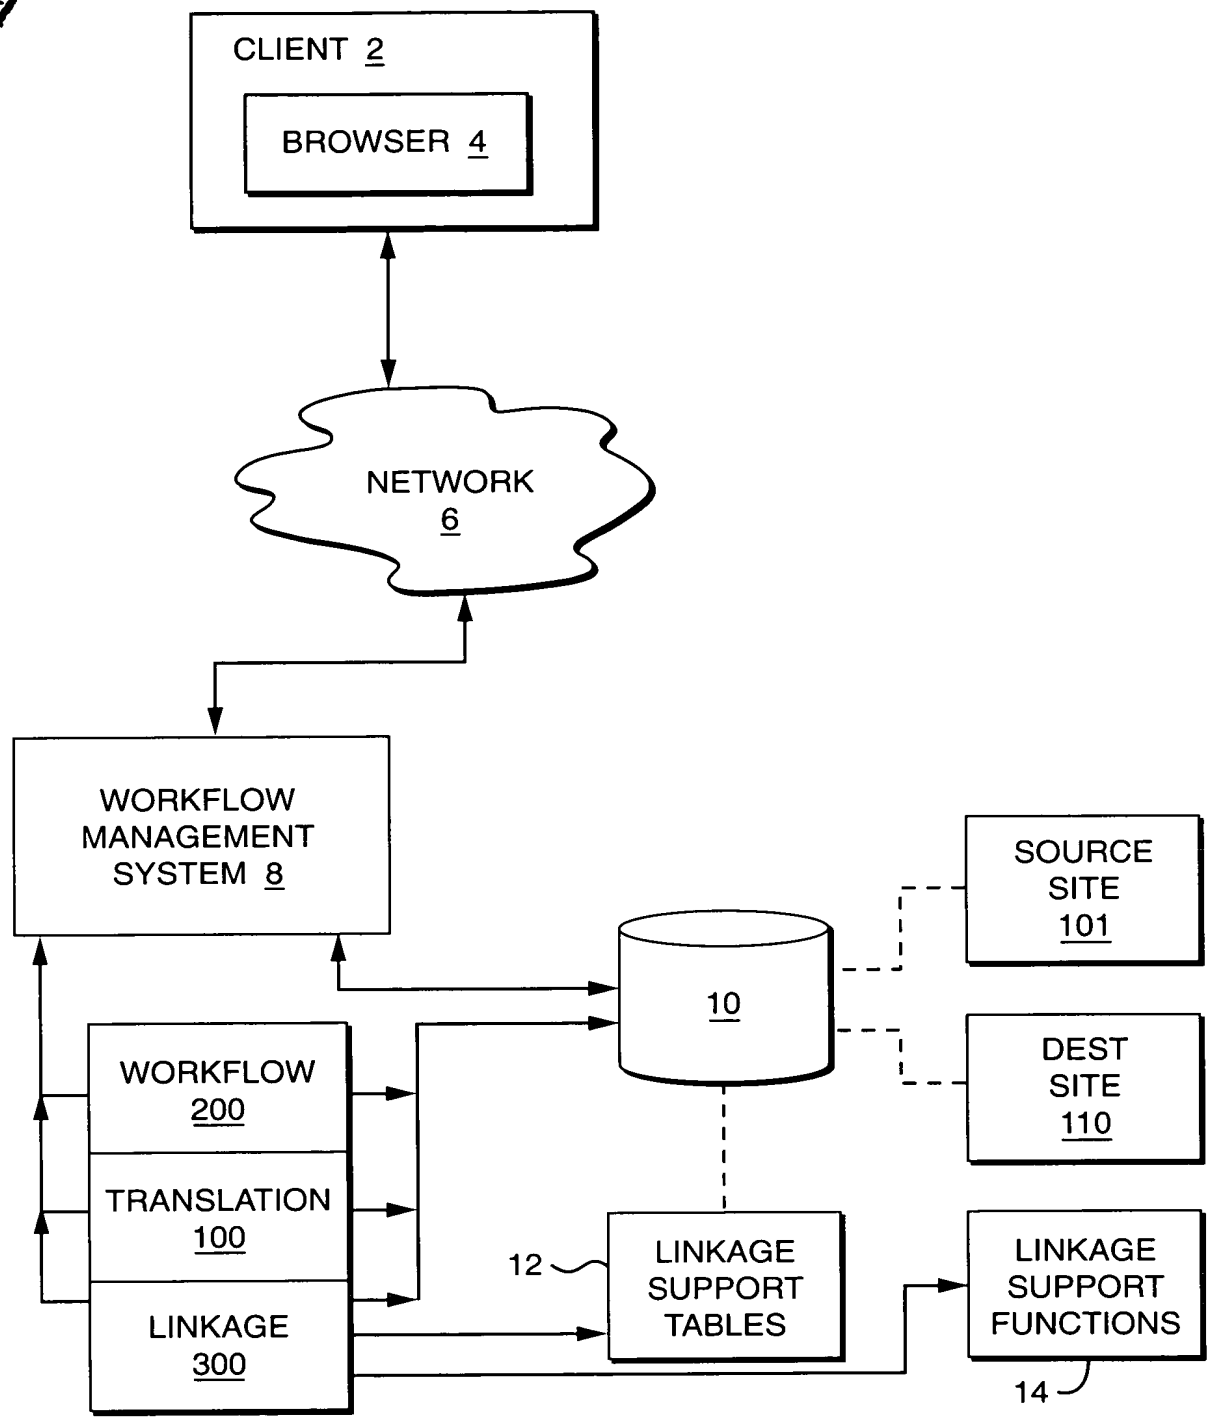 CLIENT 2
BROWSER 4
NETWORK
6
WORKFLOW
MANAGEMENT
SYSTEM 8
SOURCE
SITE
101
10
DEST
SITE
110
WORKFLOW
200
TRANSLATION
100
LINKAGE
300
12
LINKAGE
SUPPORT
TABLES
LINKAGE
SUPPORT
FUNCTIONS
14